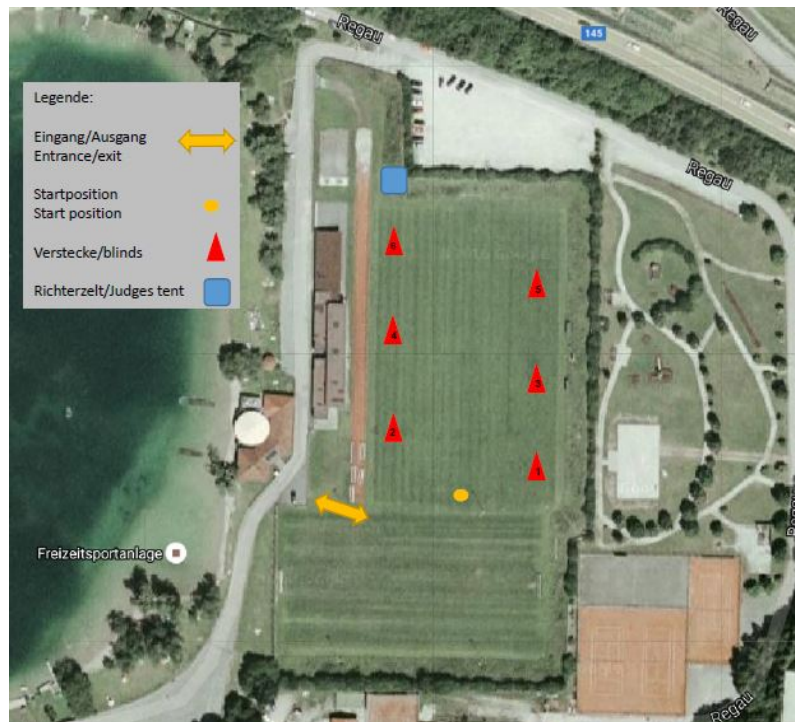 Regau
Regau
145
Legende:
Eingang/Ausgang
Entrance/exit
Startposition
Start position
Verstecke/blinds
Richterzelt/Judges tent
Regau
6
5
4
3
2
1
Freizeitsportanlage
Regau
Regau